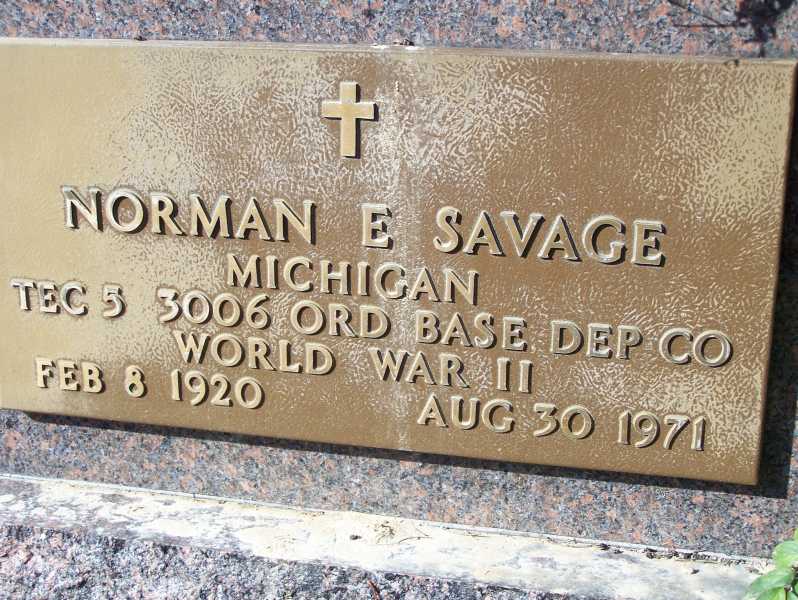 NORMAN E SAVAGE
MICHIGAN
TEC 5 3006 ORD BASE DEP CO
WORLD WAR II
FEB 8 1920 AUG 30 1971